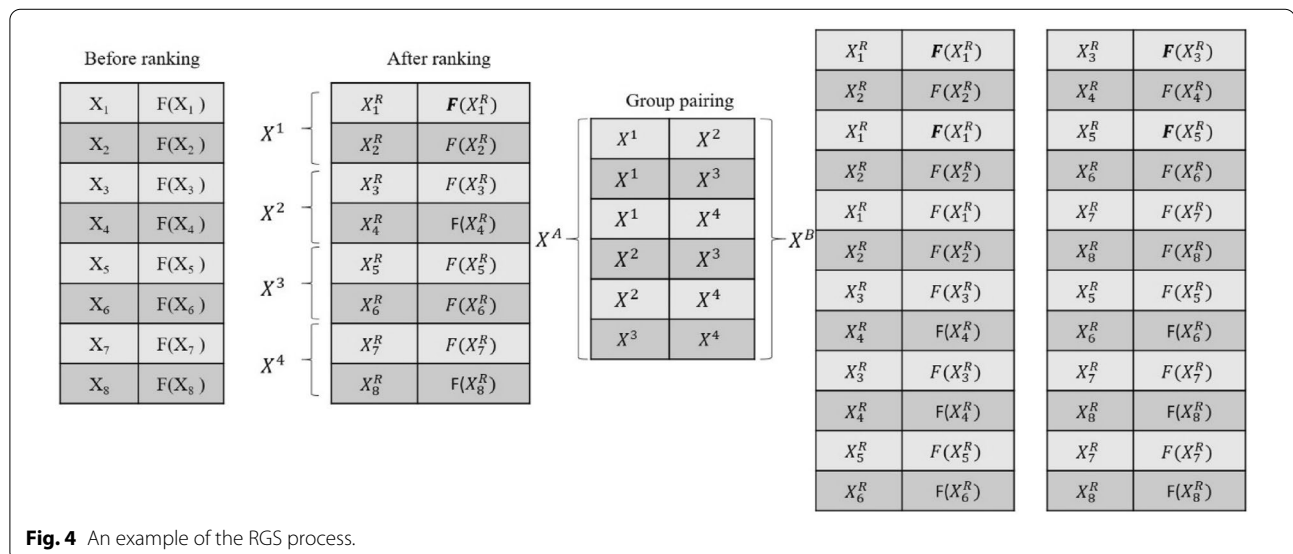 Before ranking
X₁ F(X₁)
X₂ F(X₂)
X₃ F(X₃)
X₄ F(X₄)
X₅ F(X₅)
X₆ F(X₆)
X₇ F(X₇)
X₈ F(X₈)
After ranking
X¹
X²
X³
X⁴
X₁ᴿ F(X₁ᴿ)
X₂ᴿ F(X₂ᴿ)
X₃ᴿ F(X₃ᴿ)
X₄ᴿ F(X₄ᴿ)
X₅ᴿ F(X₅ᴿ)
X₆ᴿ F(X₆ᴿ)
X₇ᴿ F(X₇ᴿ)
X₈ᴿ F(X₈ᴿ)
Group pairing
Xᴬ
X¹ X²
X¹ X³
X¹ X⁴
X² X³
X² X⁴
X³ X⁴
Xᴮ
X₁ᴿ F(X₁ᴿ) X₃ᴿ F(X₃ᴿ)
X₂ᴿ F(X₂ᴿ) X₄ᴿ F(X₄ᴿ)
X₁ᴿ F(X₁ᴿ) X₅ᴿ F(X₅ᴿ)
X₂ᴿ F(X₂ᴿ) X₆ᴿ F(X₆ᴿ)
X₁ᴿ F(X₁ᴿ) X₇ᴿ F(X₇ᴿ)
X₂ᴿ F(X₂ᴿ) X₈ᴿ F(X₈ᴿ)
X₃ᴿ F(X₃ᴿ) X₅ᴿ F(X₅ᴿ)
X₄ᴿ F(X₄ᴿ) X₆ᴿ F(X₆ᴿ)
X₃ᴿ F(X₃ᴿ) X₇ᴿ F(X₇ᴿ)
X₄ᴿ F(X₄ᴿ) X₈ᴿ F(X₈ᴿ)
X₅ᴿ F(X₅ᴿ) X₇ᴿ F(X₇ᴿ)
X₆ᴿ F(X₆ᴿ) X₈ᴿ F(X₈ᴿ)
Fig. 4 An example of the RGS process.